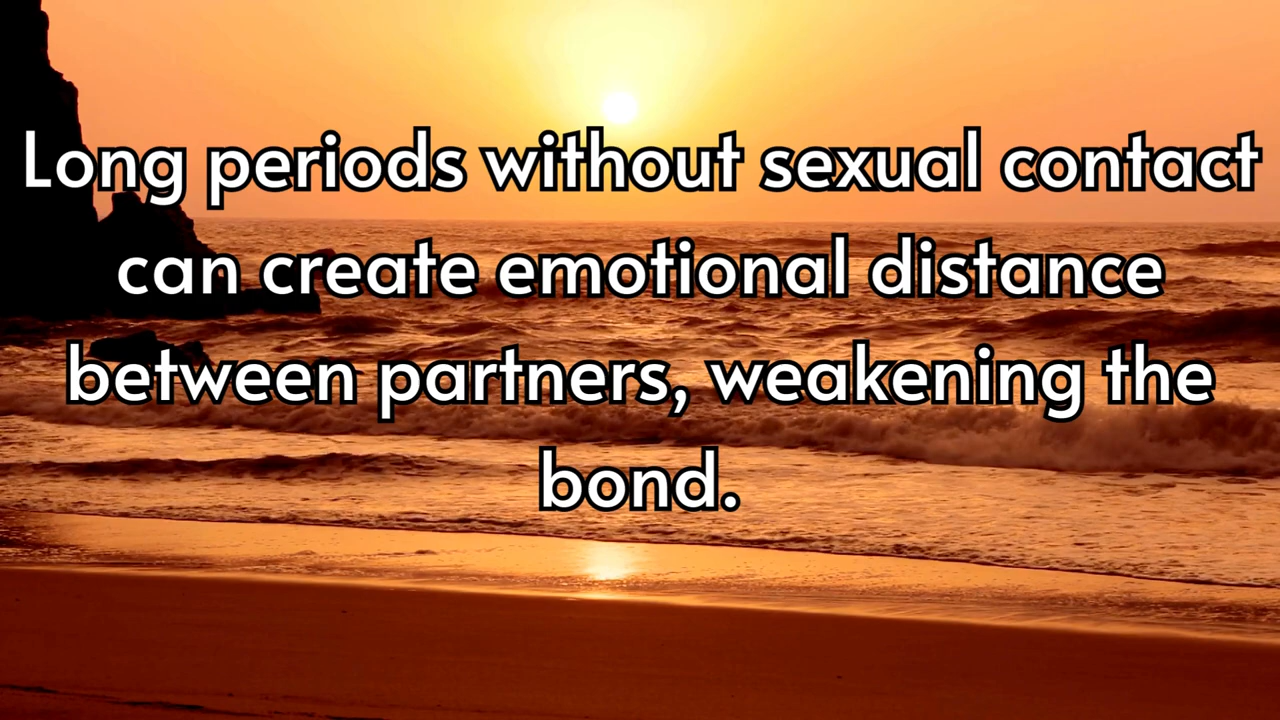 Long periods without sexual contact
can create emotional distance
between partners, weakening the
bond.